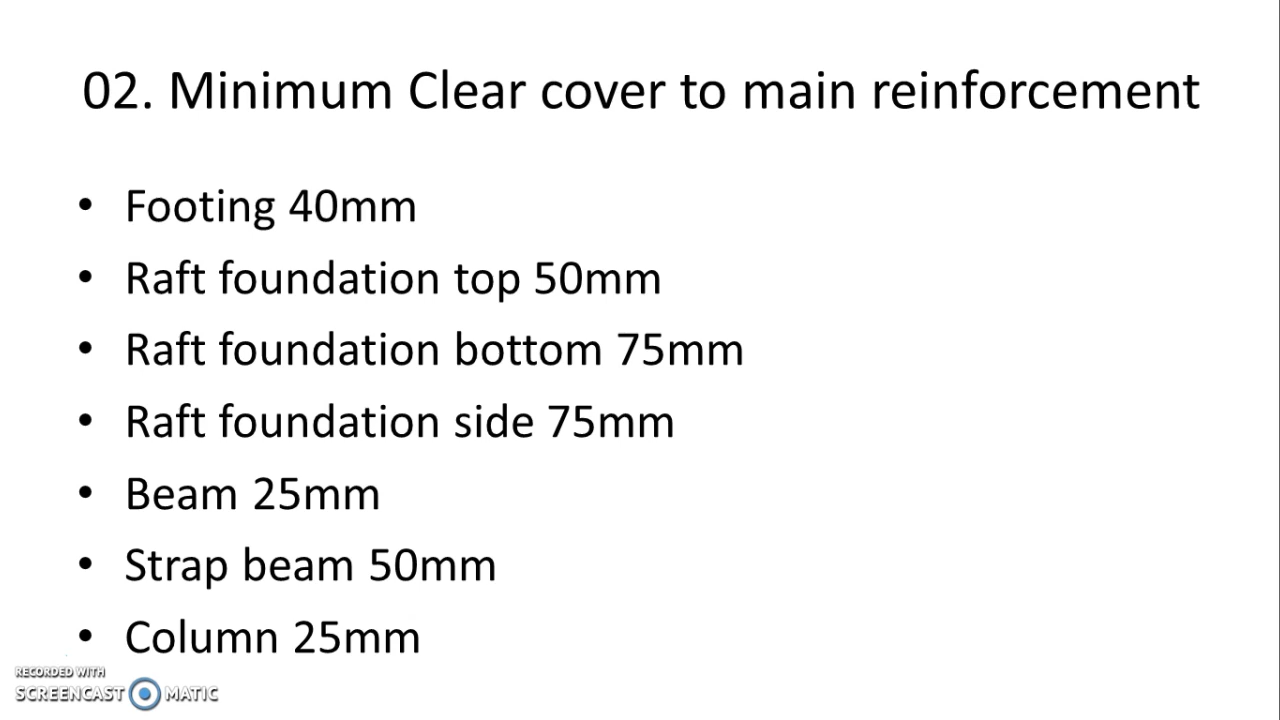 02. Minimum Clear cover to main reinforcement
• Footing 40mm
• Raft foundation top 50mm
• Raft foundation bottom 75mm
• Raft foundation side 75mm
• Beam 25mm
• Strap beam 50mm
• Column 25mm
RECORDED WITH
SCREENCAST MATIC